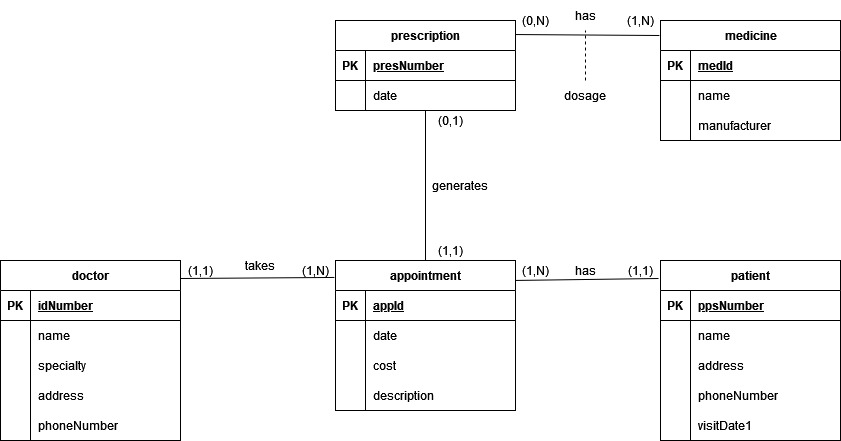 prescription
PK presNumber
date
(0,N) has (1,N)
dosage
medicine
PK medId
name
manufacturer
(0,1)
generates
(1,1)
doctor
PK idNumber
name
specialty
address
phoneNumber
(1,1) takes (1,N)
appointment
PK appId
date
cost
description
(1,N) has (1,1)
patient
PK ppsNumber
name
address
phoneNumber
visitDate1